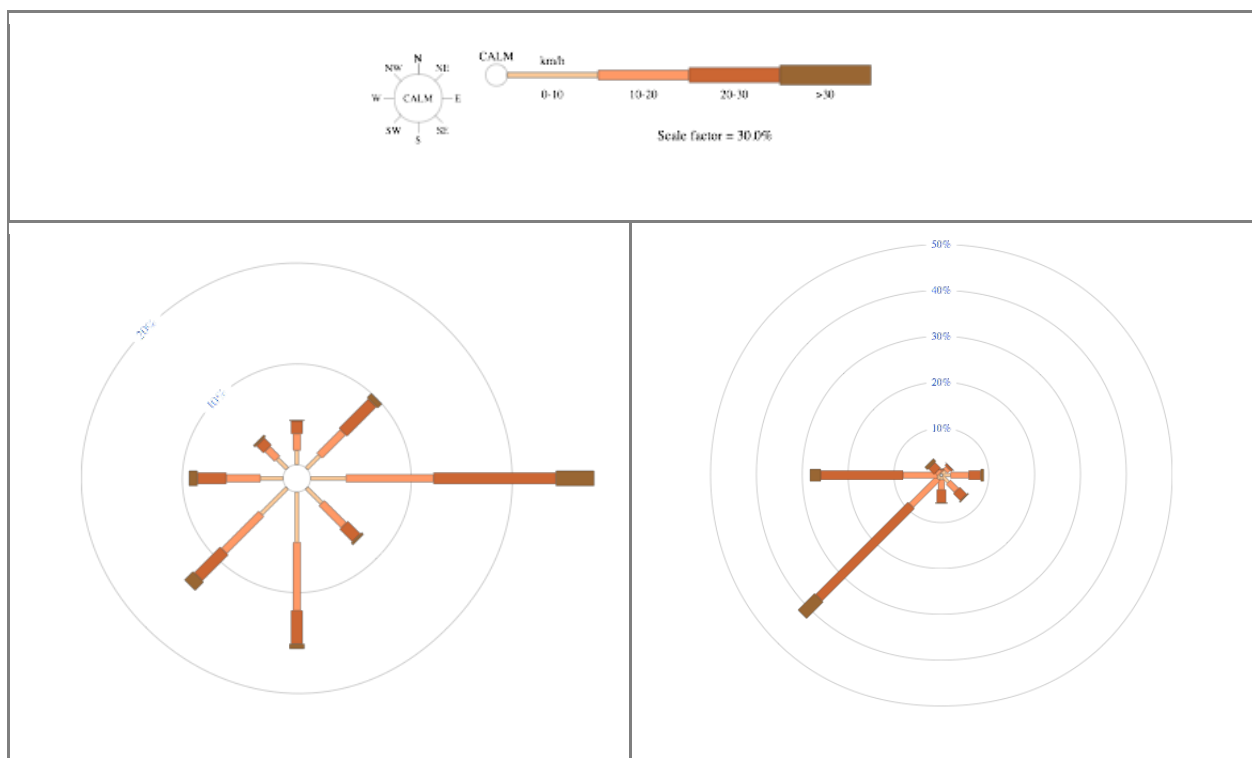 N
NW NE
W CALM E
SW SE
S
CALM
km/h
0-10 10-20 20-30 >30
Scale factor = 30.0%
20%
10%
50%
40%
30%
20%
10%